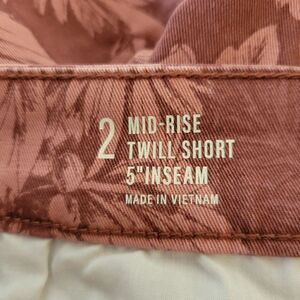 2 MID-RISE
TWILL SHORT
5"INSEAM
MADE IN VIETNAM